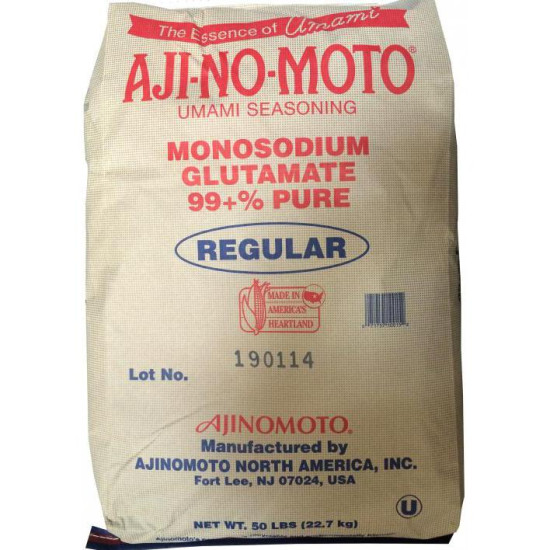 The Essence of Umami
AJI-NO-MOTO®
UMAMI SEASONING
MONOSODIUM
GLUTAMATE
99+% PURE
REGULAR
MADE IN
AMERICA'S
HEARTLAND
190114
Lot No.
AJINOMOTO®
Manufactured by
AJINOMOTO NORTH AMERICA, INC.
Fort Lee, NJ 07024, USA
U
NET WT. 50 LBS (22.7 kg)